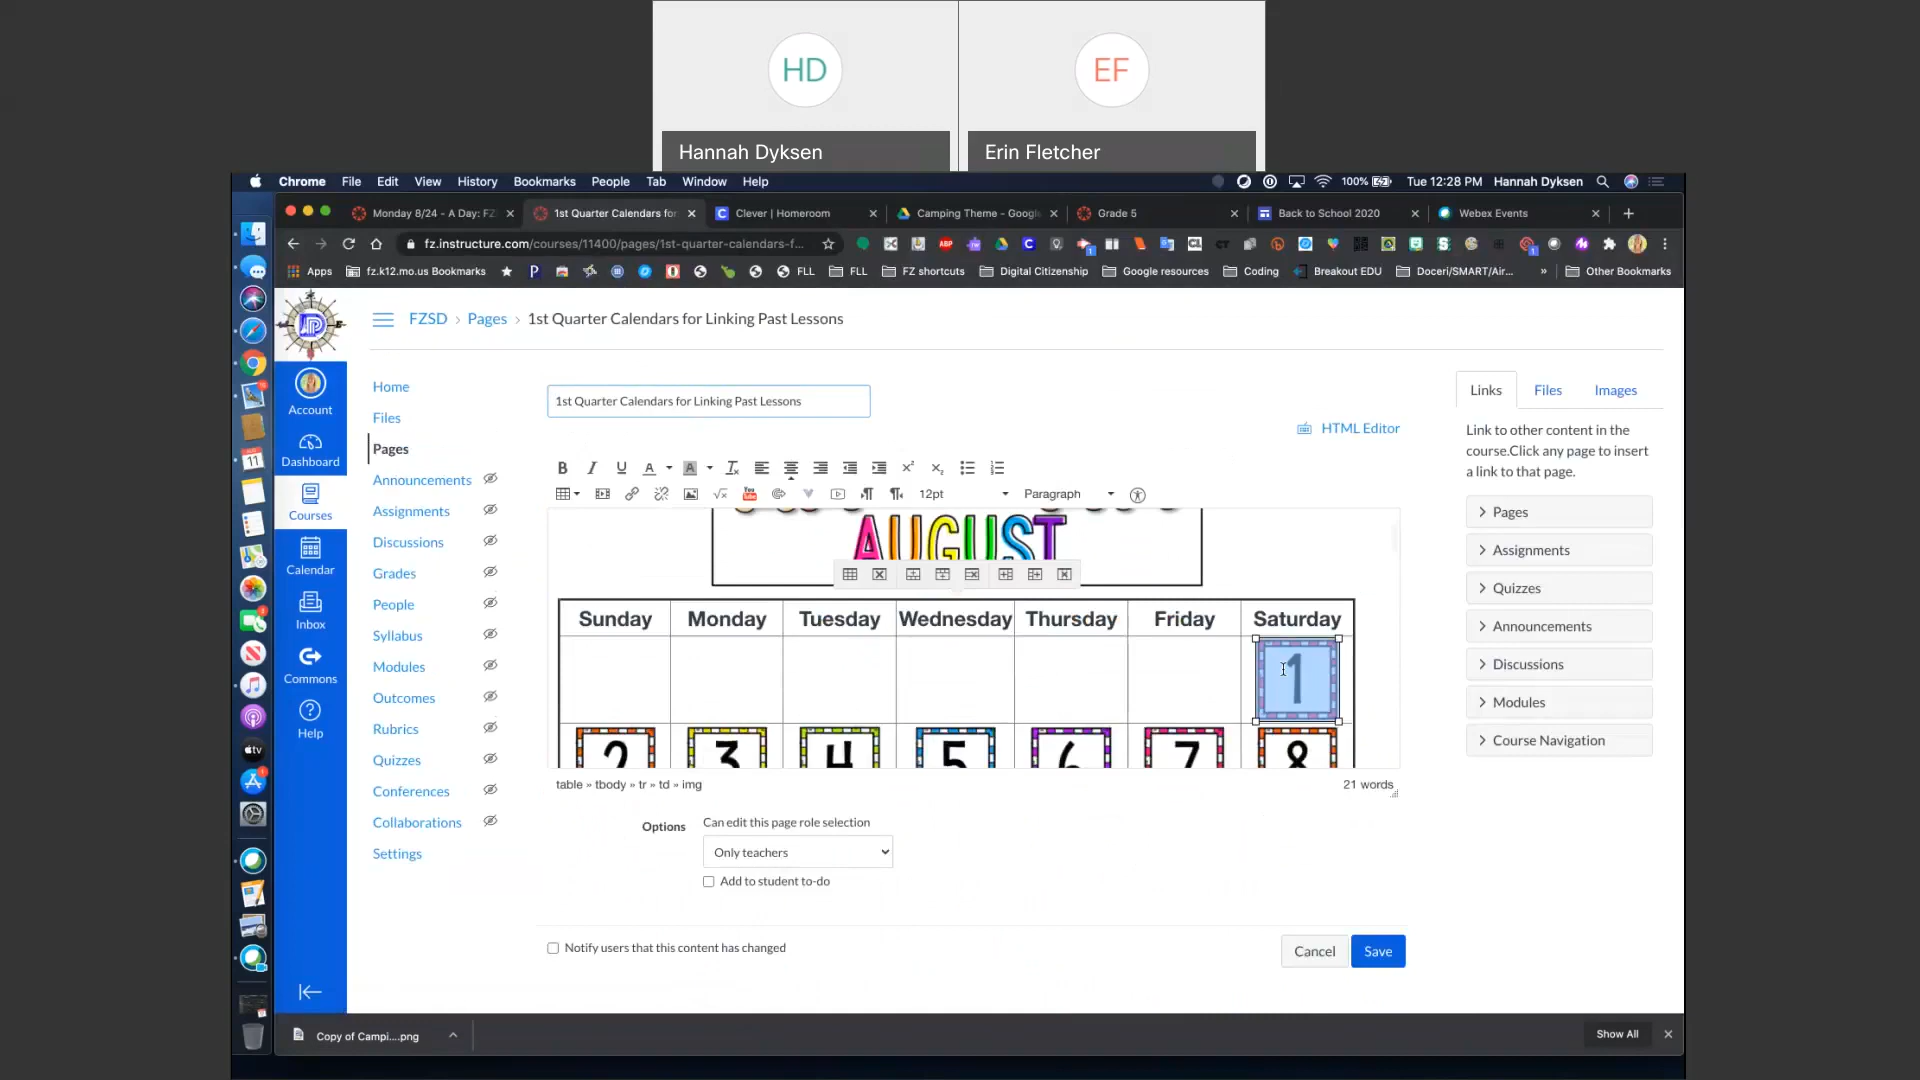 HD
EF
Hannah Dyksen
Erin Fletcher
Chrome File Edit View History Bookmarks People Tab Window Help
100% Tue 12:28 PM Hannah Dyksen
Monday 8/24 - A Day: FZ
1st Quarter Calendars for
Clever | Homeroom
Camping Theme - Googl
Grade 5
Back to School 2020
Webex Events
fz.instructure.com/courses/11400/pages/1st-quarter-calendars-f...
Apps fz.k12.mo.us Bookmarks FLL FLL FZ shortcuts Digital Citizenship Google resources Coding Breakout EDU Doceri/SMART/Air... » Other Bookmarks
FZSD > Pages > 1st Quarter Calendars for Linking Past Lessons
Account
Dashboard
Courses
Calendar
Inbox
Commons
Help
Home
Files
Pages
Announcements
Assignments
Discussions
Grades
People
Syllabus
Modules
Outcomes
Rubrics
Quizzes
Conferences
Collaborations
Settings
1st Quarter Calendars for Linking Past Lessons
HTML Editor
12pt Paragraph
AUGUST
Sunday Monday Tuesday Wednesday Thursday Friday Saturday
1
2 3 4 5 6 7 8
table » tbody » tr » td » img
21 words
Options
Can edit this page role selection
Only teachers
Add to student to-do
Notify users that this content has changed
Cancel
Save
Links Files Images
Link to other content in the
course.Click any page to insert
a link to that page.
Pages
Assignments
Quizzes
Announcements
Discussions
Modules
Course Navigation
Copy of Campi....png
Show All